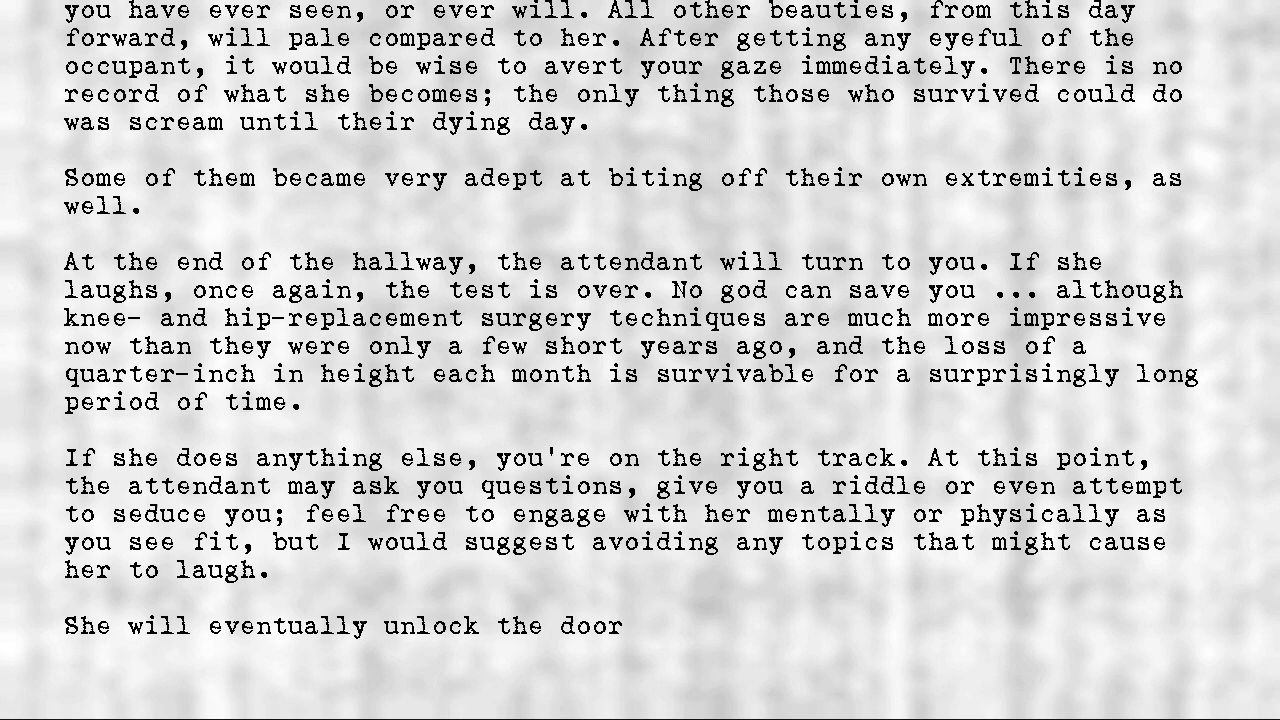 you have ever seen, or ever will. All other beauties, from this day
forward, will pale compared to her. After getting any eyeful of the
occupant, it would be wise to avert your gaze immediately. There is no
record of what she becomes; the only thing those who survived could do
was scream until their dying day.
Some of them became very adept at biting off their own extremities, as
well.
At the end of the hallway, the attendant will turn to you. If she
laughs, once again, the test is over. No god can save you ... although
knee- and hip-replacement surgery techniques are much more impressive
now than they were only a few short years ago, and the loss of a
quarter-inch in height each month is survivable for a surprisingly long
period of time.
If she does anything else, you're on the right track. At this point,
the attendant may ask you questions, give you a riddle or even attempt
to seduce you; feel free to engage with her mentally or physically as
you see fit, but I would suggest avoiding any topics that might cause
her to laugh.
She will eventually unlock the door